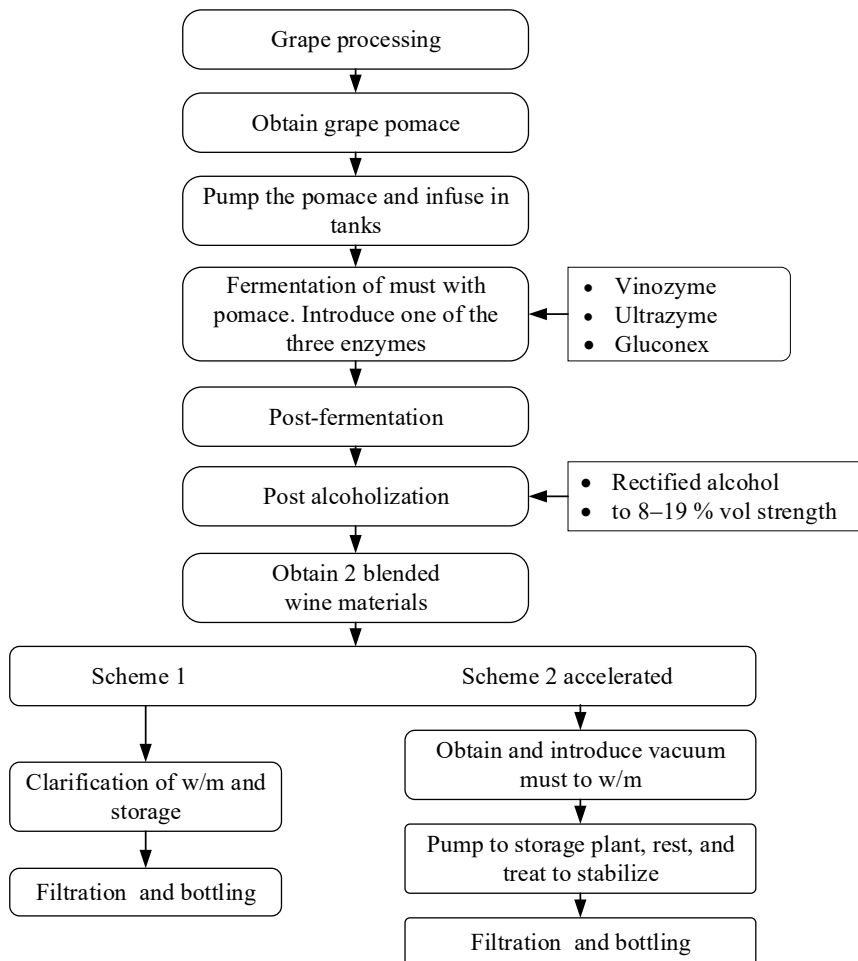 Grape processing
Obtain grape pomace
Pump the pomace and infuse in
tanks
Fermentation of must with
pomace. Introduce one of the
three enzymes
• Vinozyme
• Ultrazyme
• Gluconex
Post-fermentation
Post alcoholization
• Rectified alcohol
• to 8–19 % vol strength
Obtain 2 blended
wine materials
Scheme 1
Scheme 2 accelerated
Clarification of w/m and
storage
Filtration and bottling
Obtain and introduce vacuum
must to w/m
Pump to storage plant, rest, and
treat to stabilize
Filtration and bottling